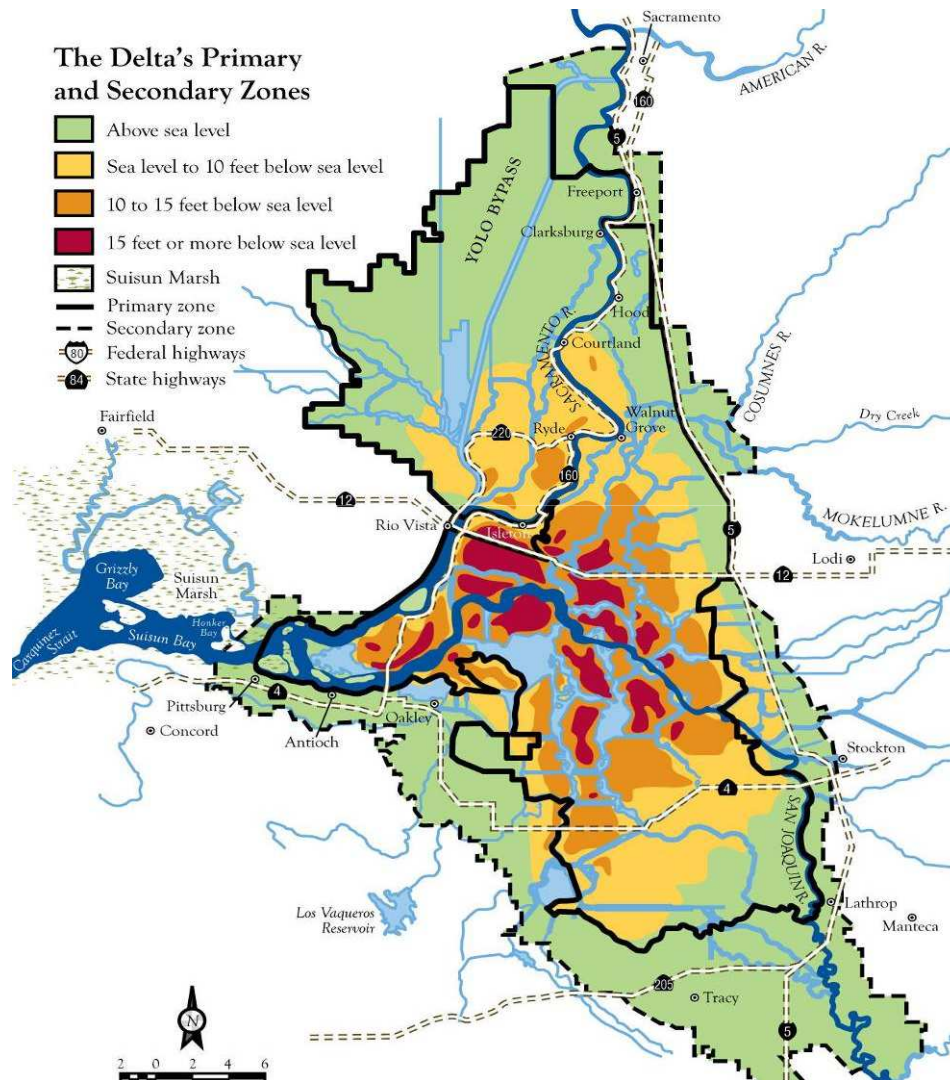 The Delta's Primary
and Secondary Zones
Above sea level
Sea level to 10 feet below sea level
10 to 15 feet below sea level
15 feet or more below sea level
Suisun Marsh
Primary zone
Secondary zone
80
Federal highways
84
State highways
Sacramento
AMERICAN R.
160
5
Freeport
YOLO BYPASS
Clarksburg
Hood
SACRAMENTO R.
Courtland
COSUMNES R.
Fairfield
Dry Creek
220
Ryde
Walnut
Grove
160
12
Rio Vista
Isleton
5
MOKELUMNE R.
Lodi
12
Grizzly
Bay
Suisun
Marsh
Honker
Bay
Suisun Bay
Carquinez
Strait
Pittsburg
4
Oakley
Concord
Antioch
Stockton
4
SAN JOAQUIN R.
Los Vaqueros
Reservoir
Lathrop
Manteca
205
Tracy
5
N
2 0 2 4 6